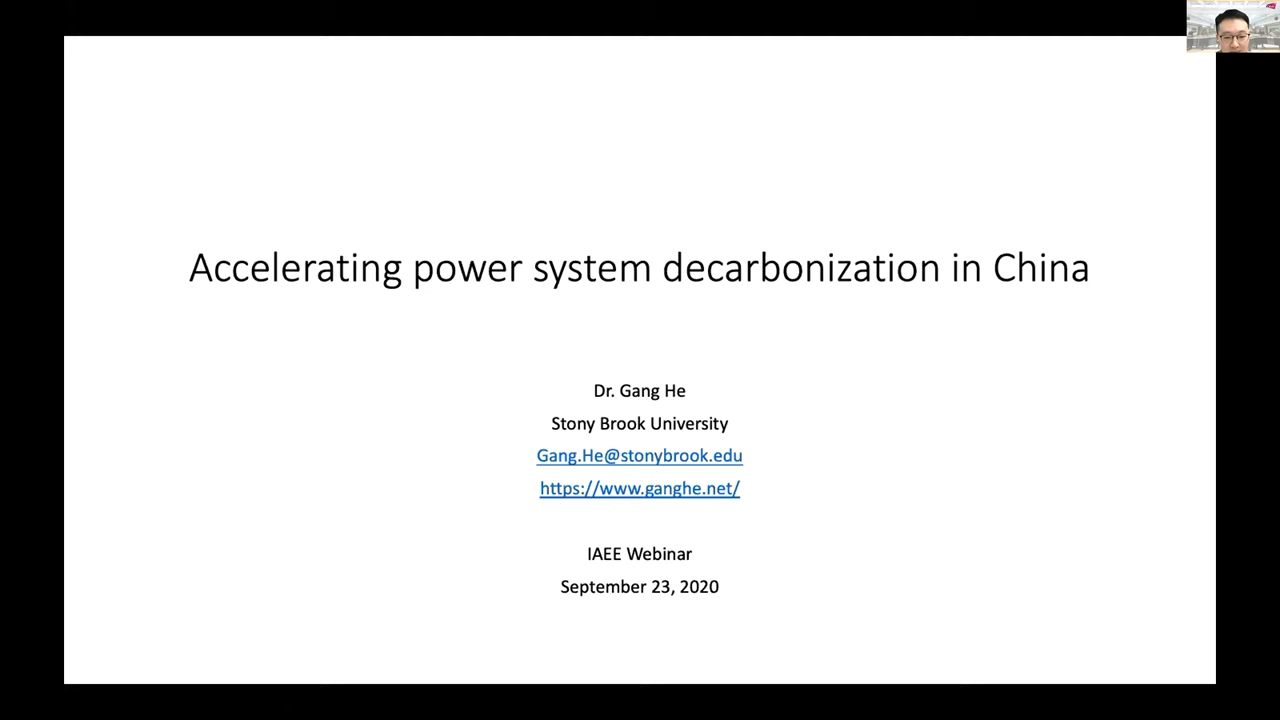 Accelerating power system decarbonization in China
Dr. Gang He
Stony Brook University
Gang.He@stonybrook.edu
https://www.ganghe.net/
IAEE Webinar
September 23, 2020